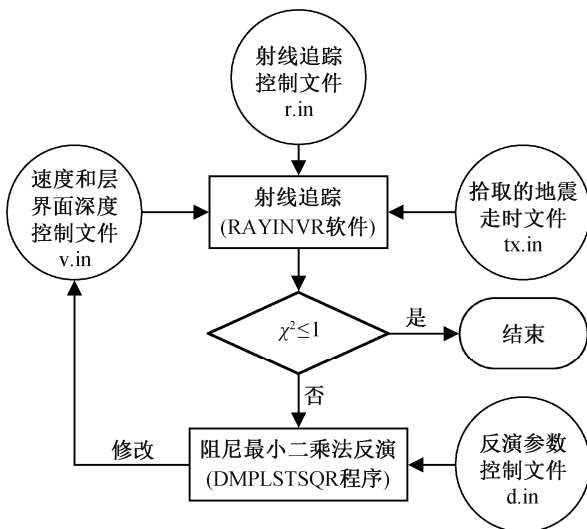 射线追踪
控制文件
r.in
速度和层
界面深度
控制文件
v.in
射线追踪
(RAYINVR软件)
拾取的地震
走时文件
tx.in
χ²≤1
是
结束
否
修改
阻尼最小二乘法反演
(DMPLSTSQR程序)
反演参数
控制文件
d.in